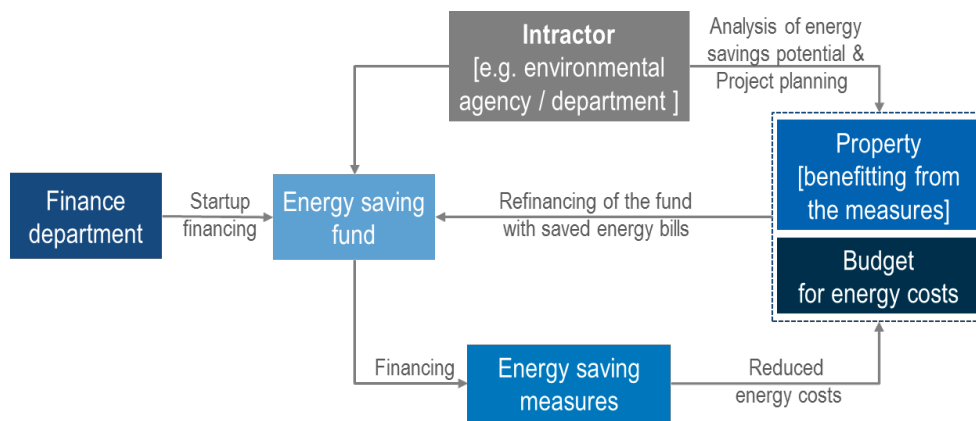 Intractor
[e.g. environmental
agency / department ]
Analysis of energy
savings potential &
Project planning
Property
[benefitting from
the measures]
Finance
department
Startup
financing
Energy saving
fund
Refinancing of the fund
with saved energy bills
Budget
for energy costs
Financing
Energy saving
measures
Reduced
energy costs